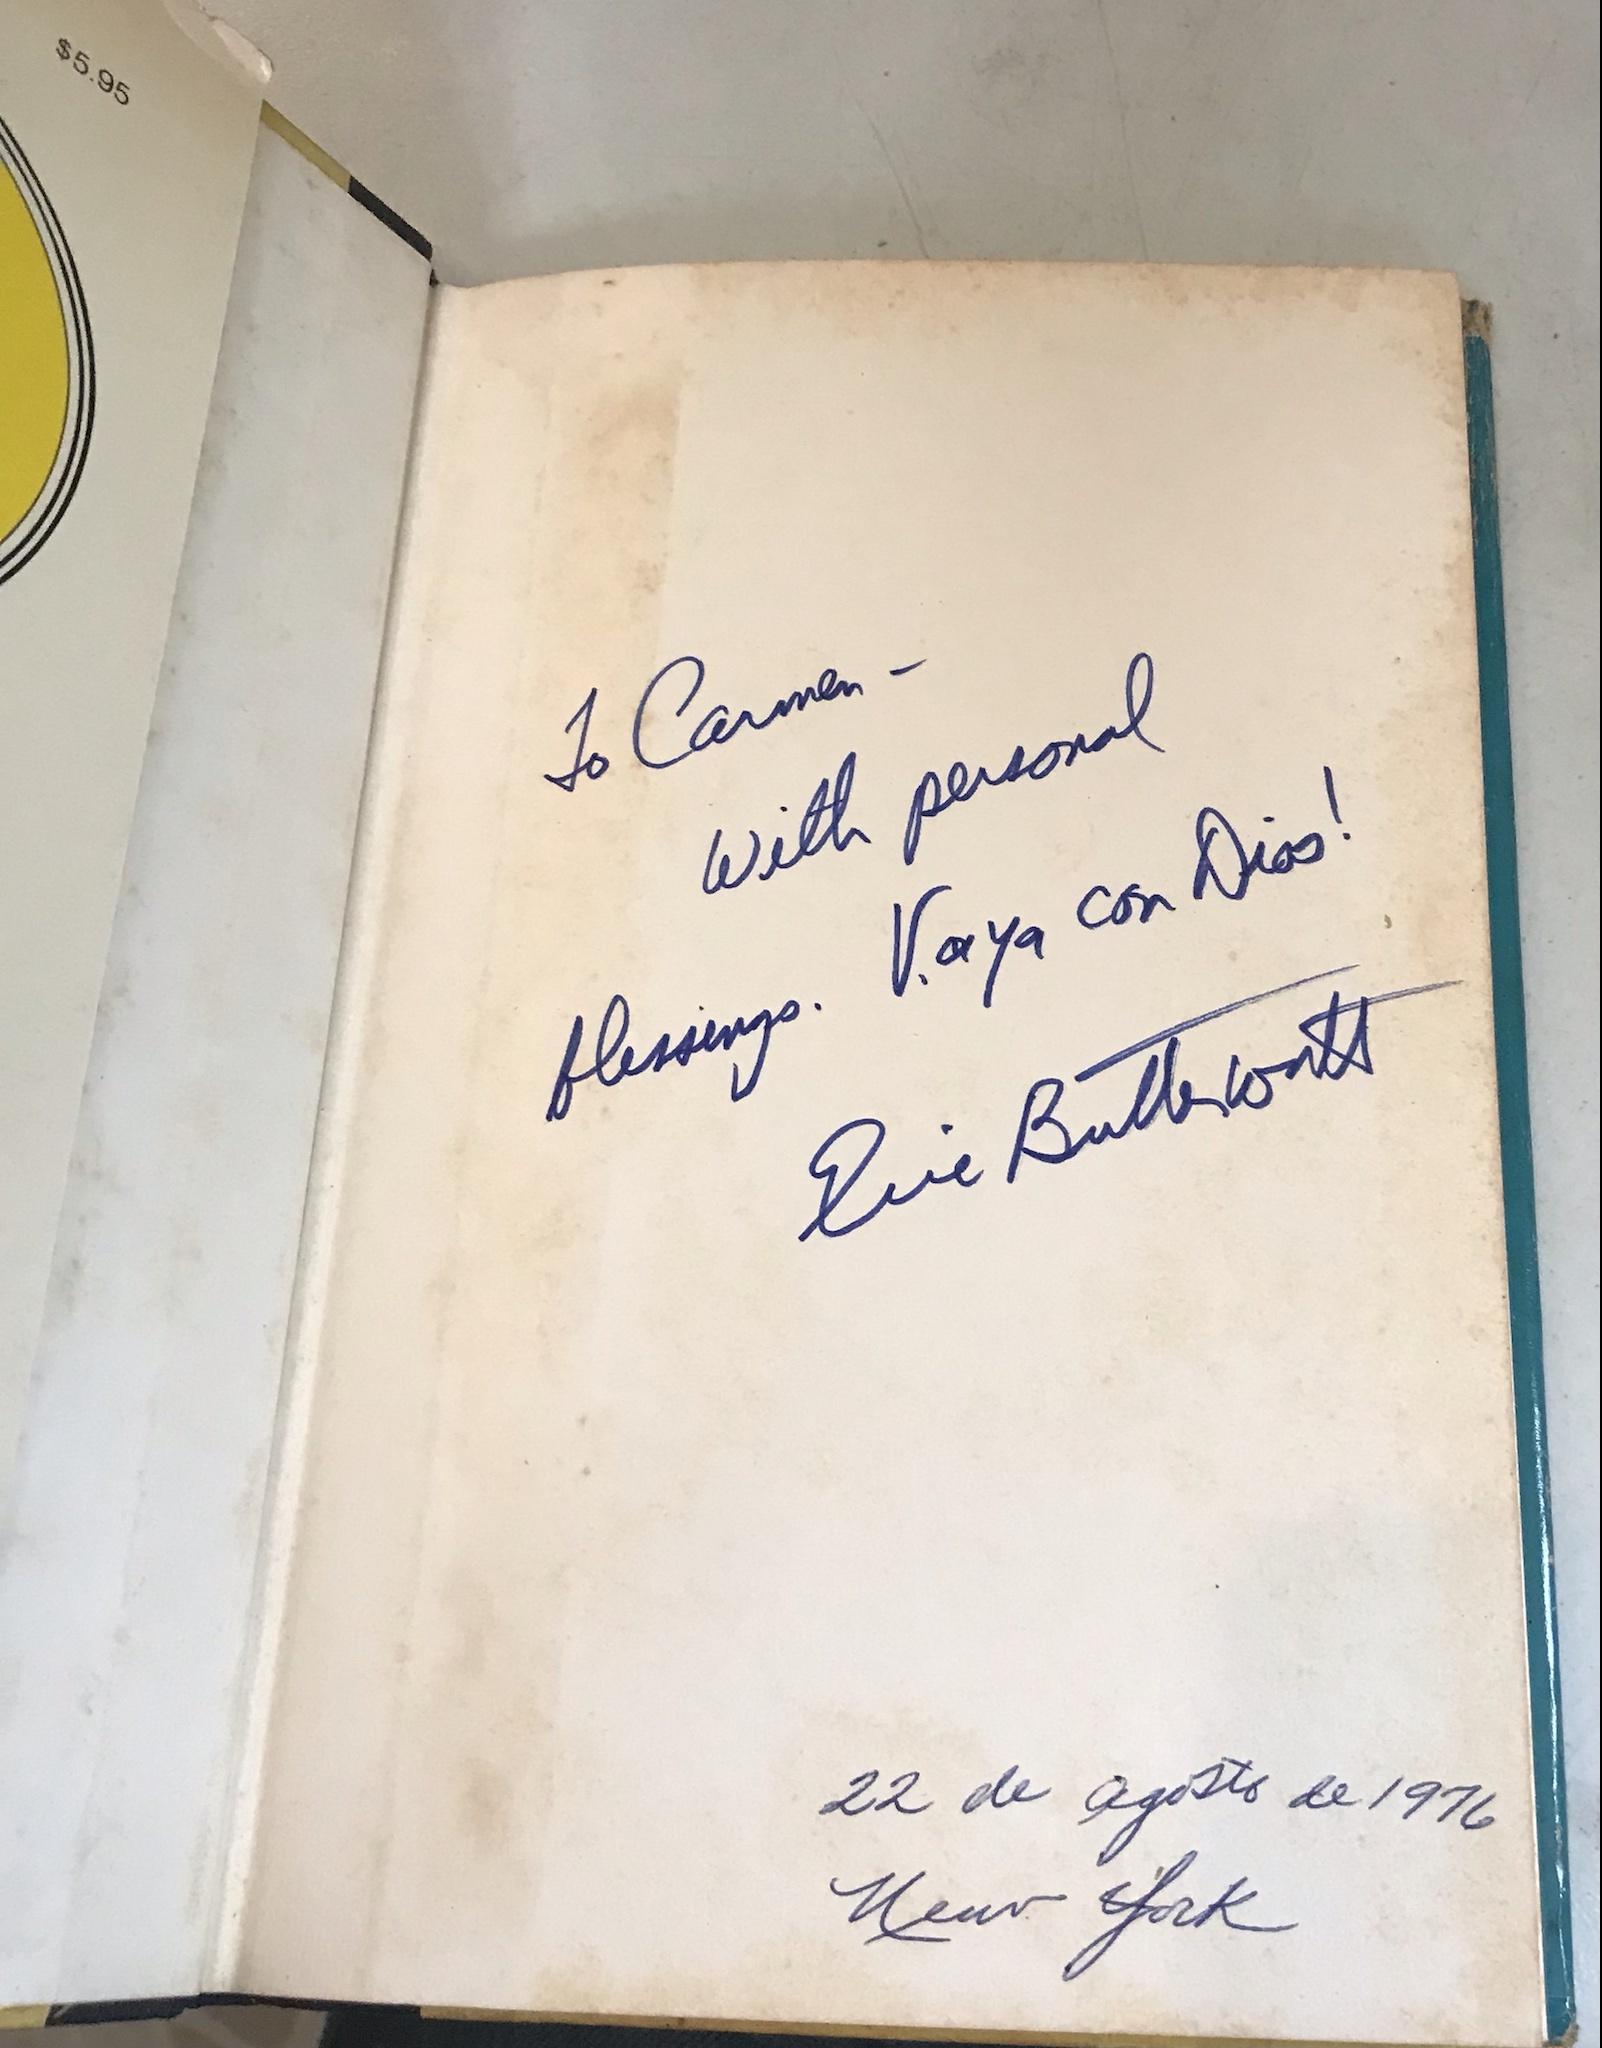 $5.95
To Carmen -
with personal
blessings. Vaya con Dios!
Eric Butterworth
22 de agosto de 1976
New York